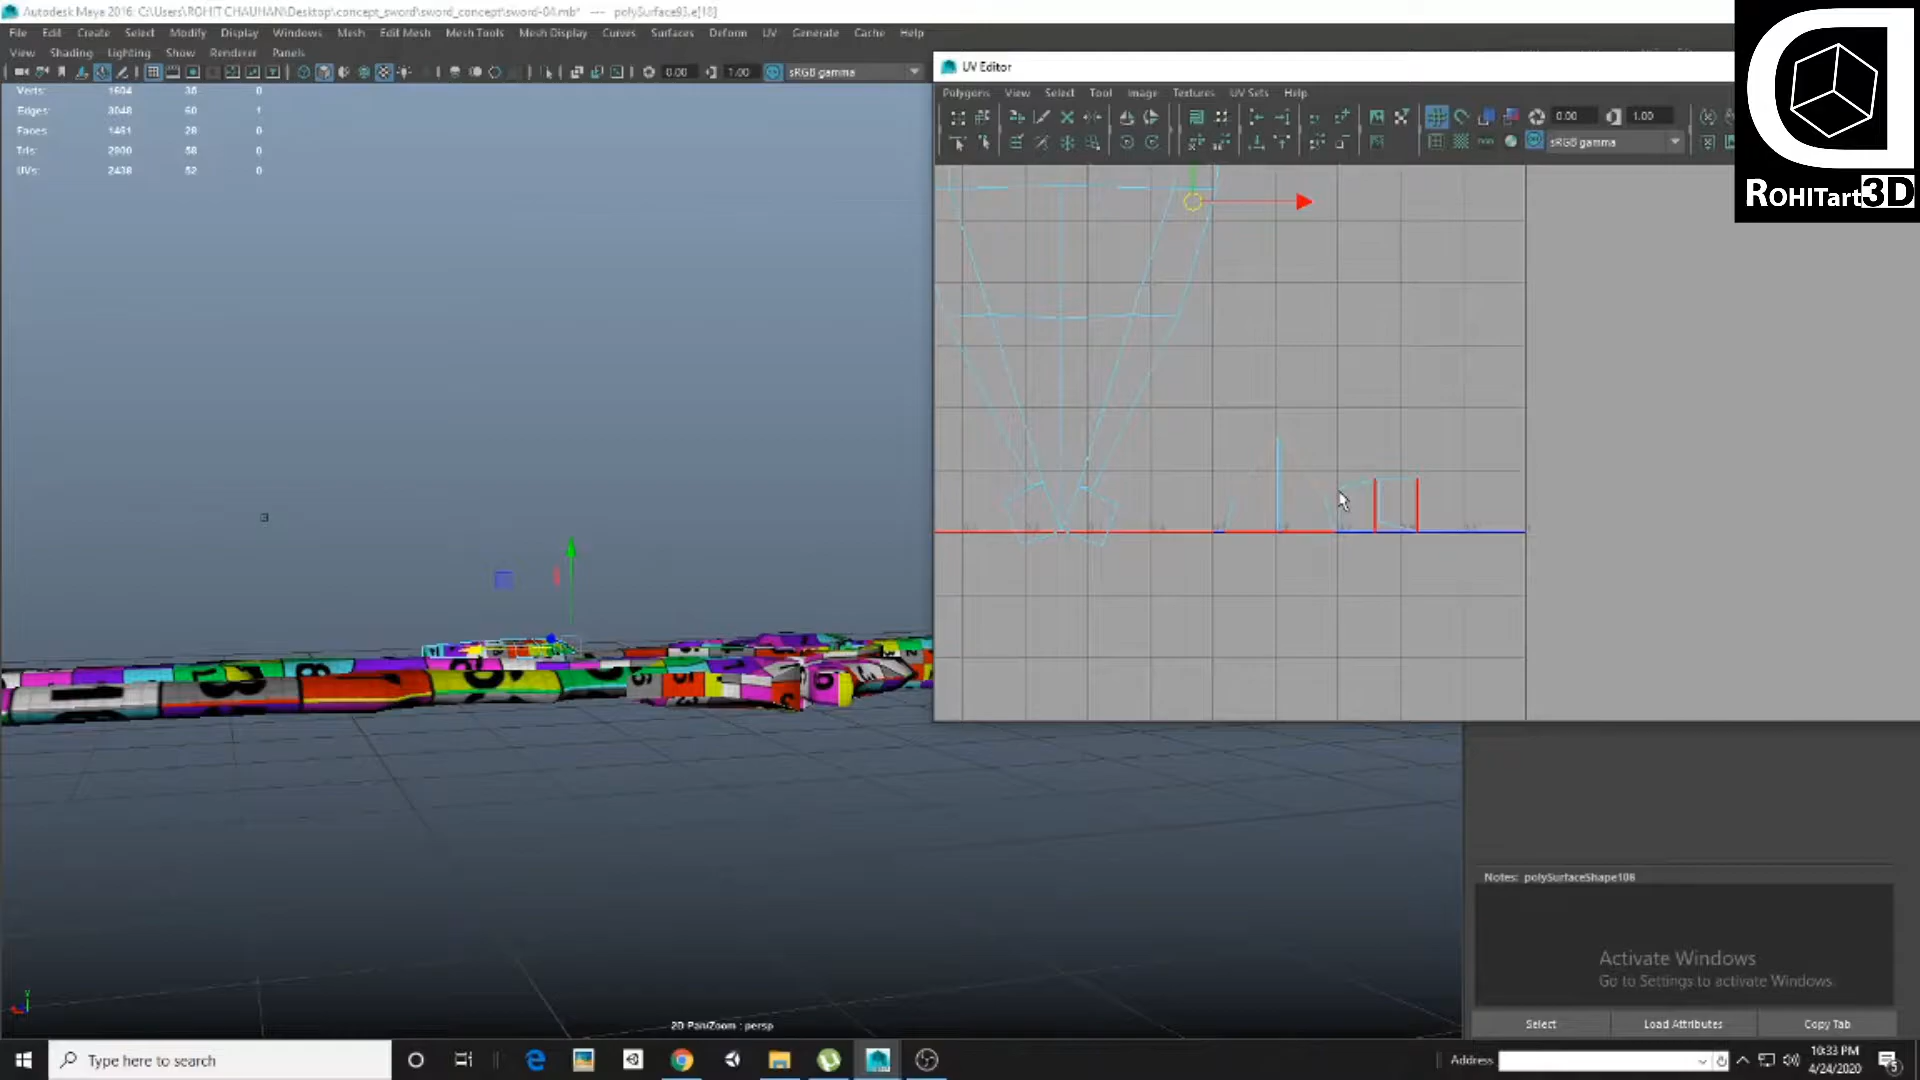 Autodesk Maya 2016: C:\Users\ROHIT CHAUHAN\Desktop\concept_sword\sword_concept\sword-04.mb* --- polySurface93.e[18]
File Edit Create Select Modify Display Windows Mesh Edit Mesh Mesh Tools Mesh Display Curves Surfaces Deform UV Generate Cache Help
View Shading Lighting Show Renderer Panels
0.00 1.00 sRGB gamma
Verts: 1604 38 0
Edges: 3048 60 1
Faces: 1461 28 0
Tris: 2900 58 0
UVs: 2438 52 0
UV Editor
Polygons View Select Tool Image Textures UV Sets Help
0.00 1.00
sRGB gamma
ROHITart3D
2D Pan/Zoom : persp
Notes: polySurfaceShape108
Activate Windows
Go to Settings to activate Windows.
Select Load Attributes Copy Tab
Type here to search
Address
10:33 PM
4/24/2020
5